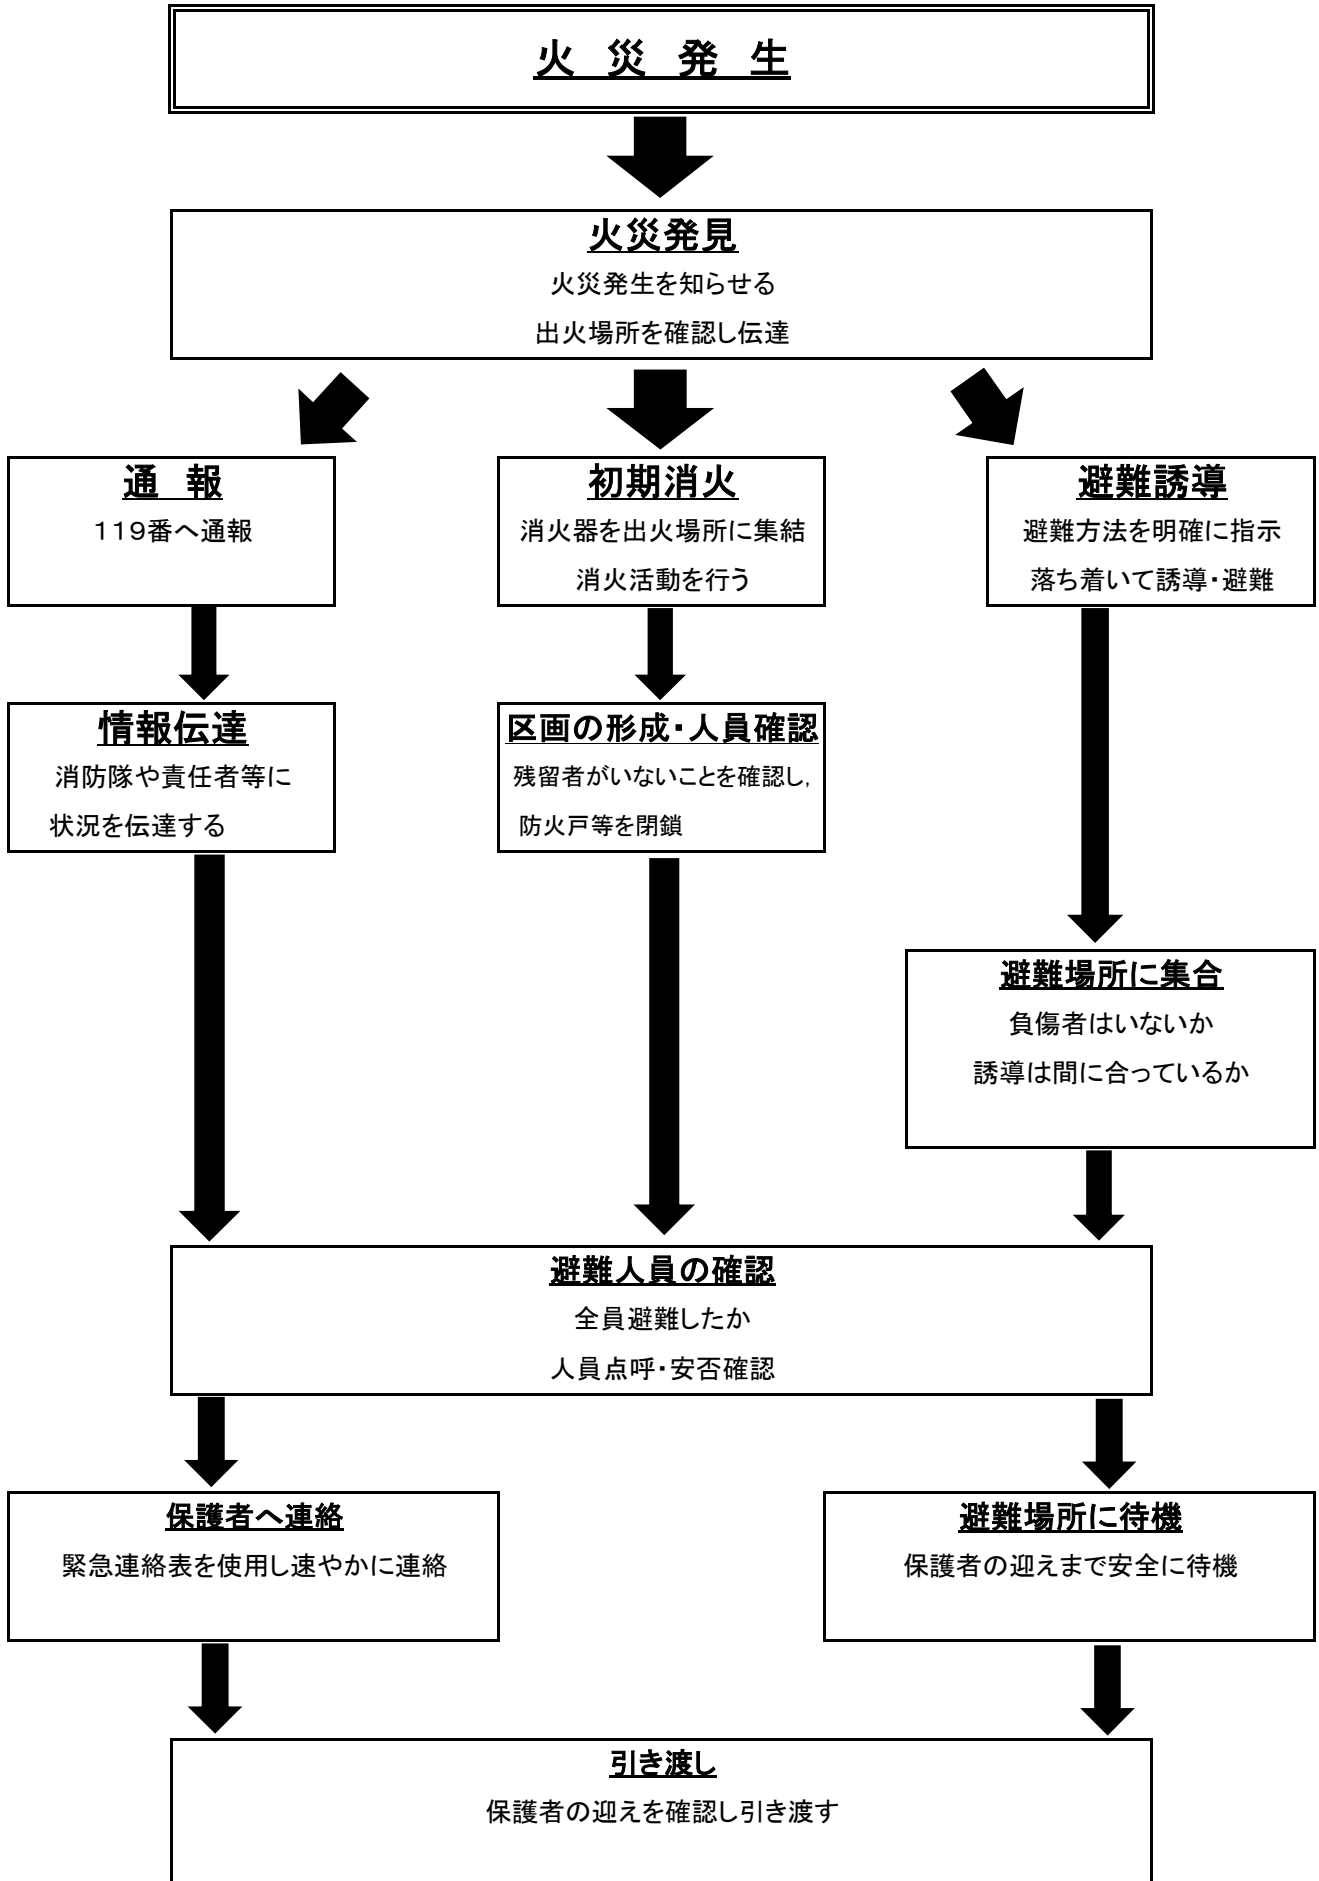 火　災　発　生
火災発見
火災発生を知らせる
出火場所を確認し伝達
通　報
119番へ通報
初期消火
消火器を出火場所に集結
消火活動を行う
避難誘導
避難方法を明確に指示
落ち着いて誘導・避難
情報伝達
消防隊や責任者等に
状況を伝達する
区画の形成・人員確認
残留者がいないことを確認し,
防火戸等を閉鎖
避難場所に集合
負傷者はいないか
誘導は間に合っているか
避難人員の確認
全員避難したか
人員点呼・安否確認
保護者へ連絡
緊急連絡表を使用し速やかに連絡
避難場所に待機
保護者の迎えまで安全に待機
引き渡し
保護者の迎えを確認し引き渡す